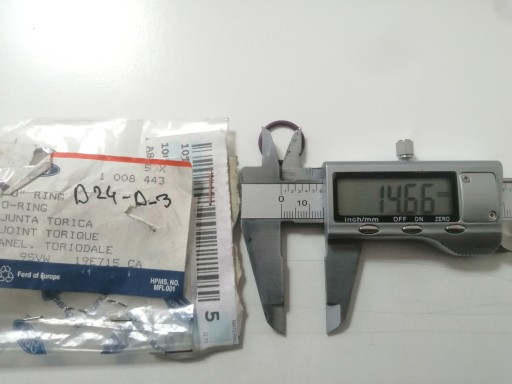 5 X
1 008 443
"O" RING
O-RING
D24-D-3
JUNTA TORICA
JOINT TORIQUE
ANEL. TORIODALE
95VW 19E715 CA
Ford of Europe
HPMS. NO.
MFL001
5
0 10
14.66
inch/mm OFF ON ZERO